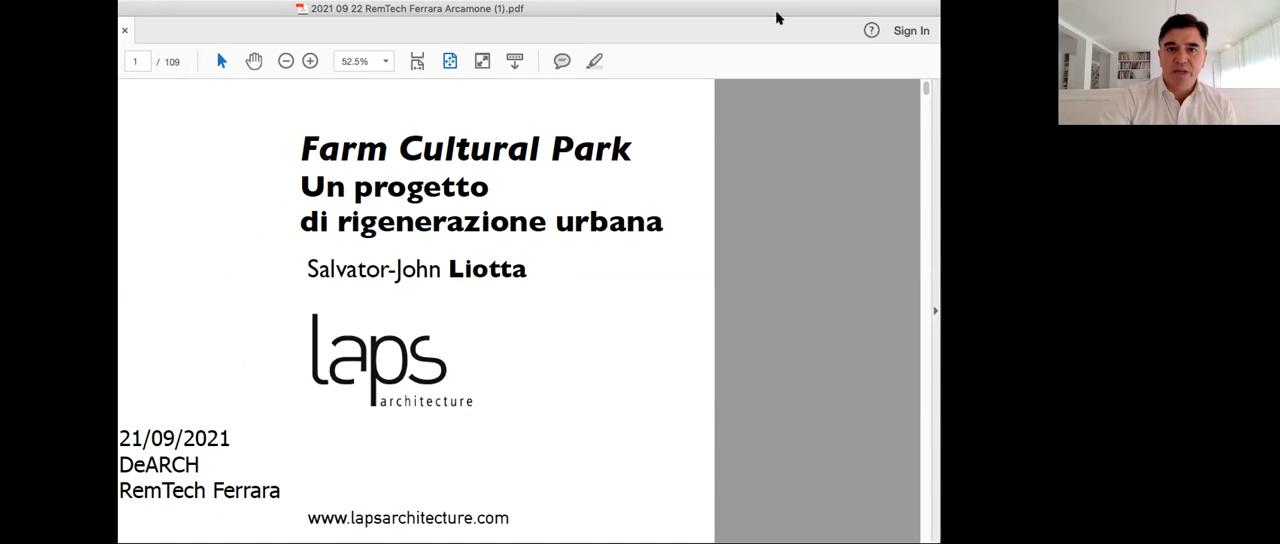 2021 09 22 RemTech Ferrara Arcamone (1).pdf
Sign In
1 / 109
52.5%
Farm Cultural Park
Un progetto
di rigenerazione urbana
Salvator-John Liotta
laps
architecture
21/09/2021
DeARCH
RemTech Ferrara
www.lapsarchitecture.com